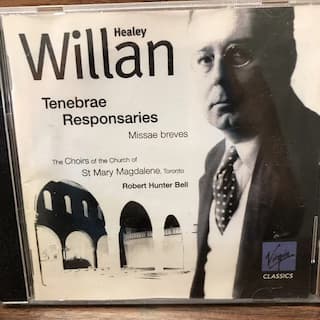 Healey
Willan
Tenebrae
Responsaries
Missae breves
The Choirs of the Church of
St Mary Magdalene, Toronto
Robert Hunter Bell
Virgin
CLASSICS